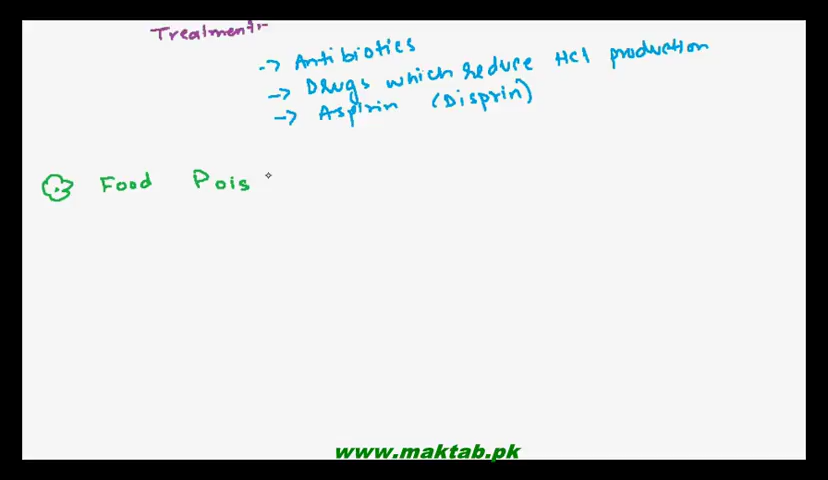 Treatment:-
-> Antibiotics
-> Drugs which reduce HCl production
-> Aspirin (Disprin)
Food Pois
www.maktab.pk